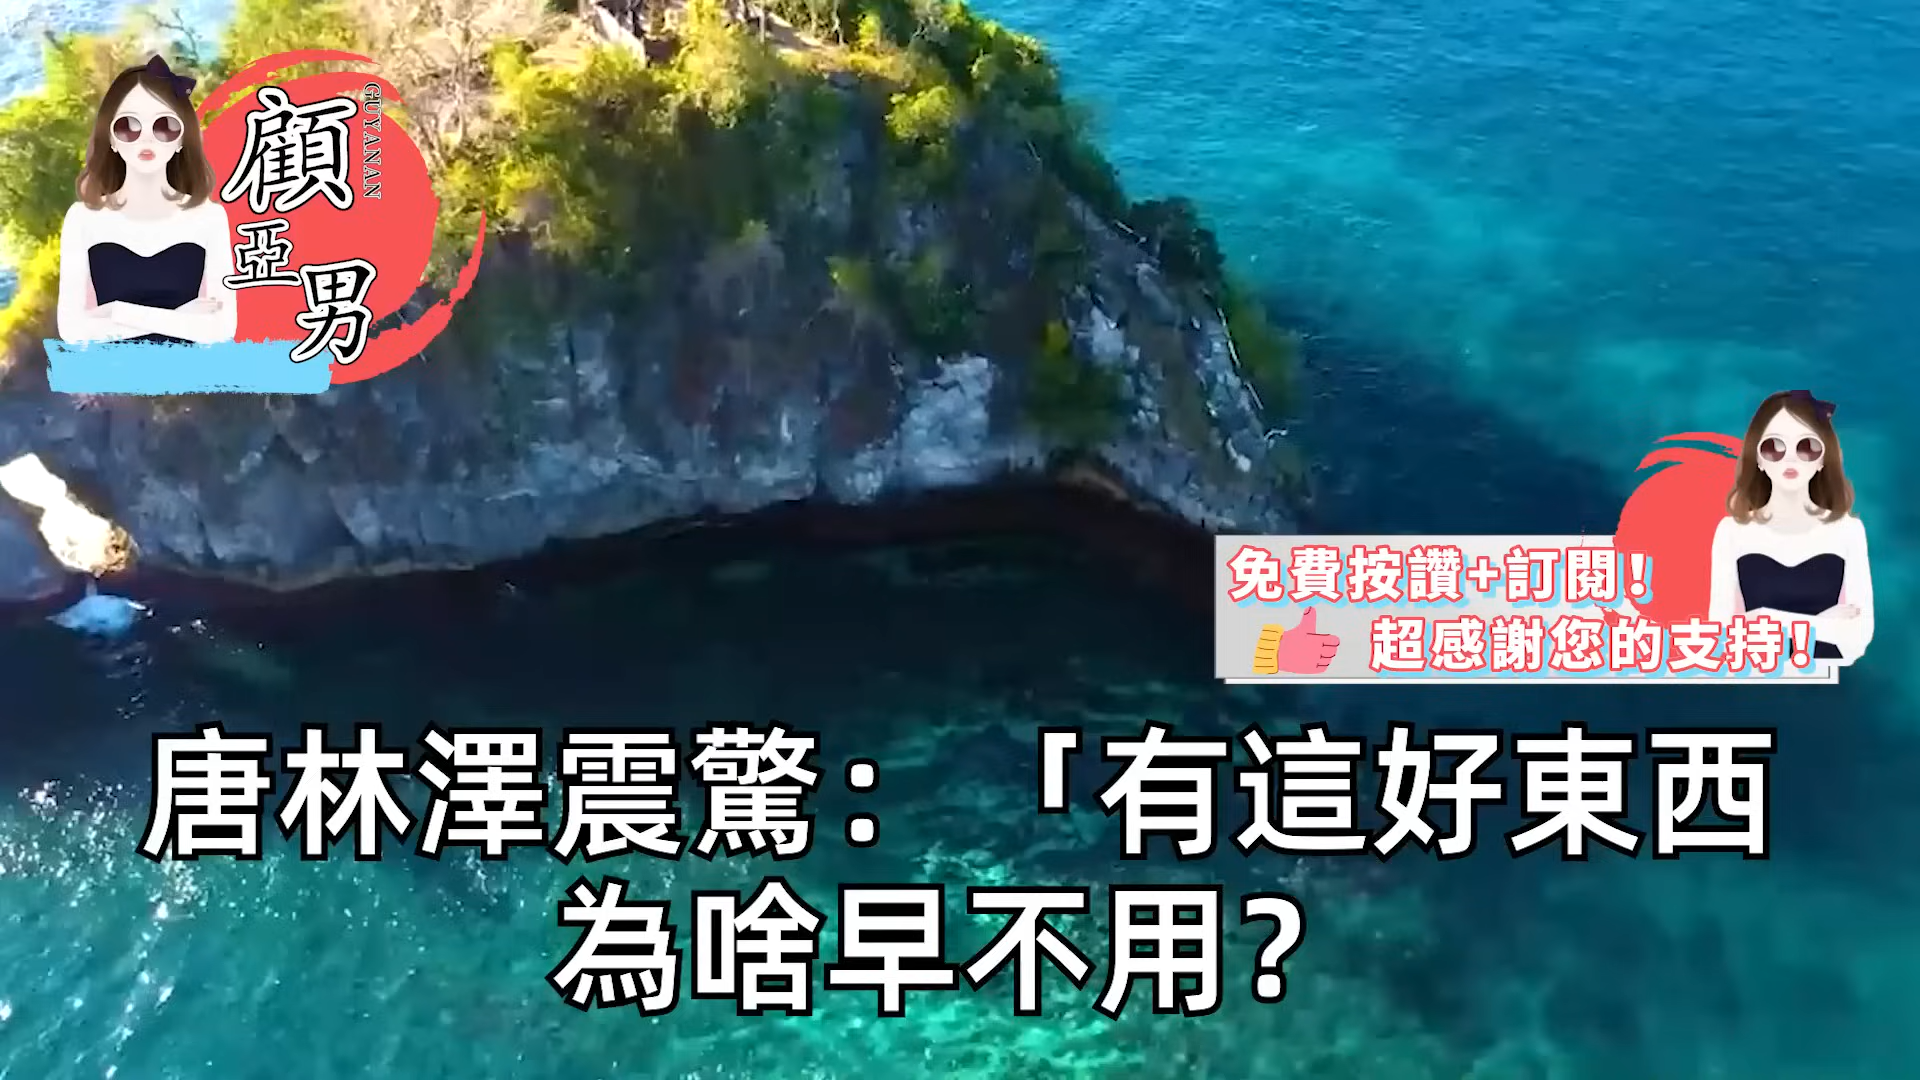 顧亞男
GUYANAN
免費按讚+訂閱!
超感謝您的支持!
唐林澤震驚：「有這好東西
為啥早不用？